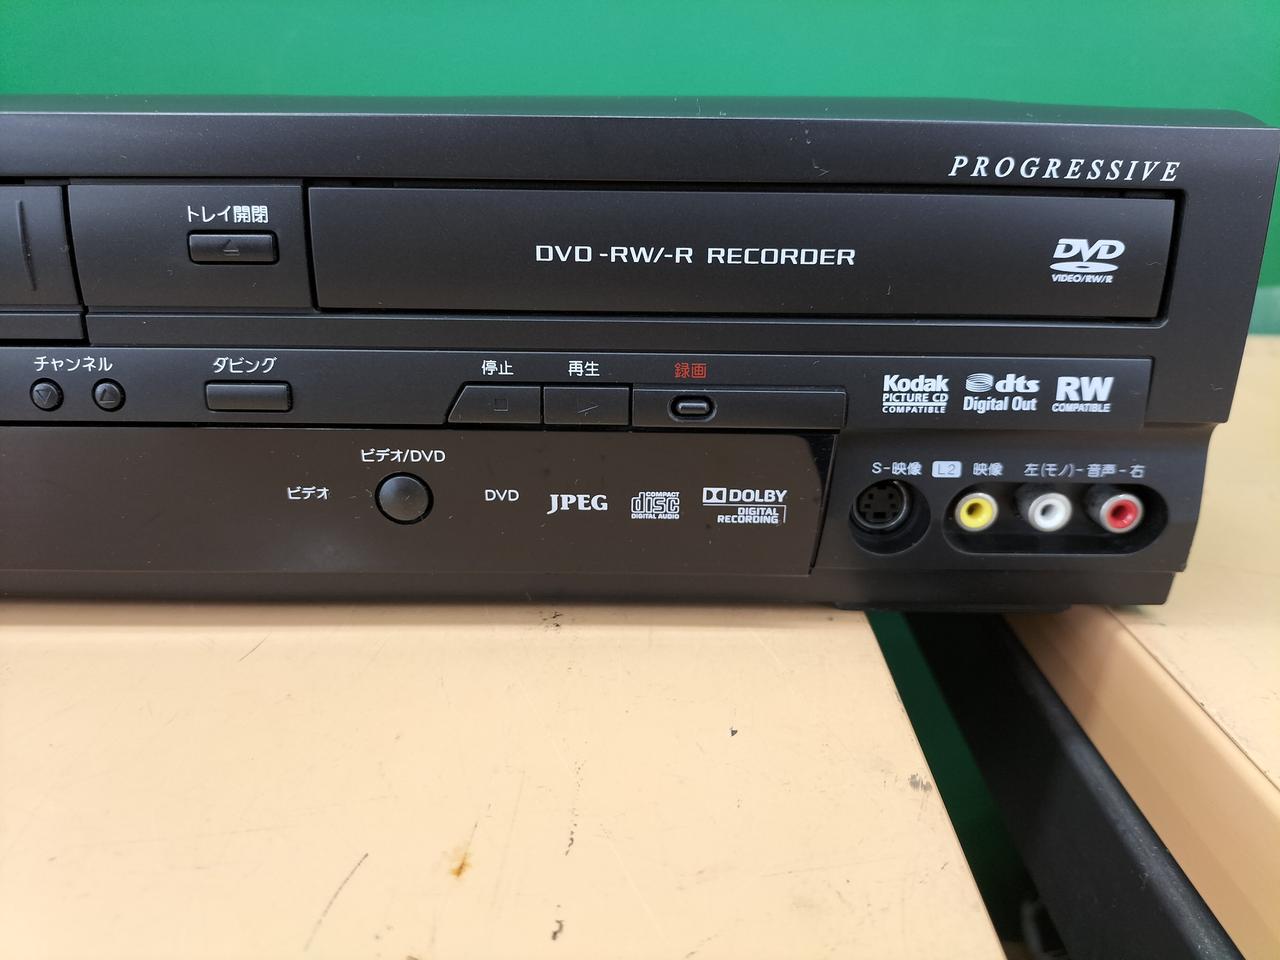 PROGRESSIVE
トレイ開閉
DVD -RW/-R RECORDER
DVD
VIDEO/RW/R
チャンネル
ダビング
停止
再生
録画
Kodak
PICTURE CD
COMPATIBLE
dts
Digital Out
RW
COMPATIBLE
ビデオ/DVD
ビデオ
DVD
JPEG
COMPACT
disc
DIGITAL AUDIO
DOLBY
DIGITAL
RECORDING
S-映像 L2 映像 左(モノ)-音声-右